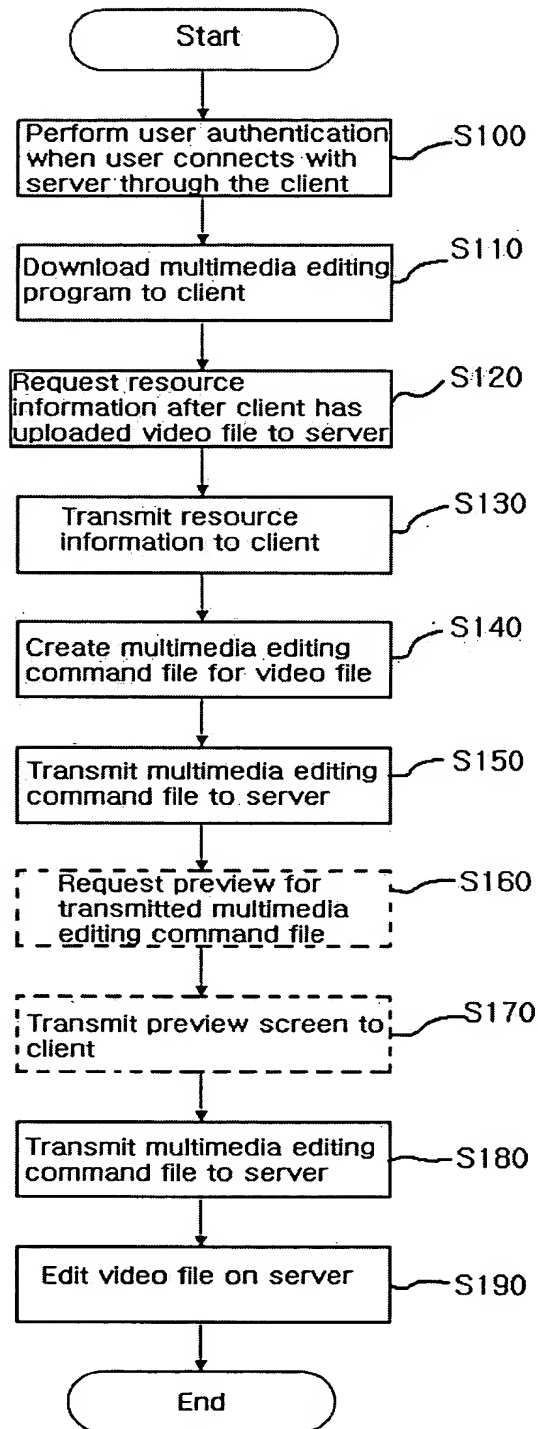 Start
Perform user authentication
when user connects with
server through the client
S100
Download multimedia editing
program to client
S110
Request resource
information after client has
uploaded video file to server
S120
Transmit resource
information to client
S130
Create multimedia editing
command file for video file
S140
Transmit multimedia editing
command file to server
S150
Request preview for
transmitted multimedia
editing command file
S160
Transmit preview screen to
client
S170
Transmit multimedia editing
command file to server
S180
Edit video file on server
S190
End